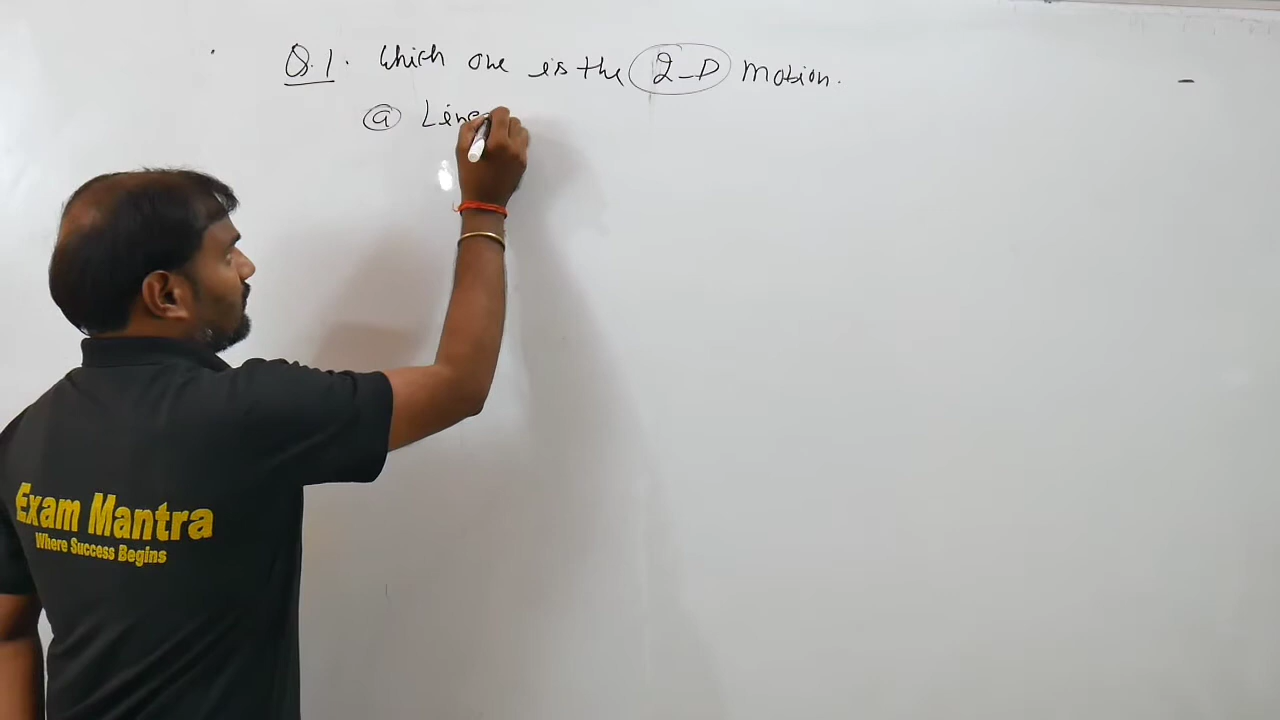 Q.1. Which one is the 2-D Motion.
(a) Line
Exam Mantra
Where Success Begins